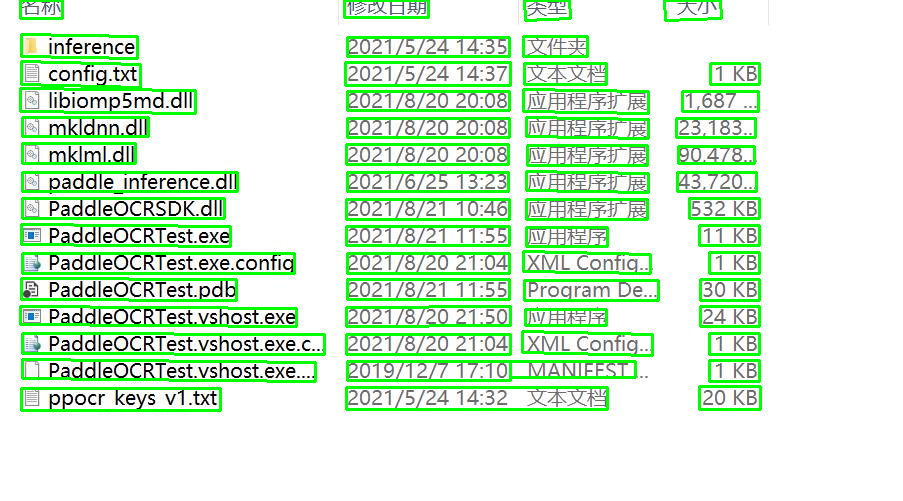 名称 修改日期 类型 大小
inference 2021/5/24 14:35 文件夹
config.txt 2021/5/24 14:37 文本文档 1 KB
libiomp5md.dll 2021/8/20 20:08 应用程序扩展 1,687 ...
mkldnn.dll 2021/8/20 20:08 应用程序扩展 23,183...
mklml.dll 2021/8/20 20:08 应用程序扩展 90,478...
paddle_inference.dll 2021/6/25 13:23 应用程序扩展 43,720...
PaddleOCRSDK.dll 2021/8/21 10:46 应用程序扩展 532 KB
PaddleOCRTest.exe 2021/8/21 11:55 应用程序 11 KB
PaddleOCRTest.exe.config 2021/8/20 21:04 XML Config... 1 KB
PaddleOCRTest.pdb 2021/8/21 11:55 Program De... 30 KB
PaddleOCRTest.vshost.exe 2021/8/20 21:50 应用程序 24 KB
PaddleOCRTest.vshost.exe.c... 2021/8/20 21:04 XML Config... 1 KB
PaddleOCRTest.vshost.exe.... 2019/12/7 17:10 MANIFEST ... 1 KB
ppocr_keys_v1.txt 2021/5/24 14:32 文本文档 20 KB